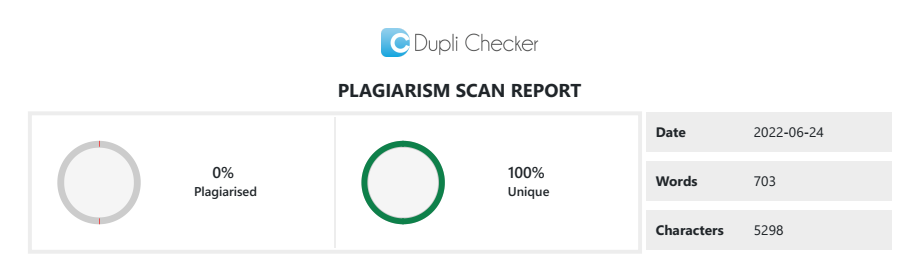 Dupli Checker
PLAGIARISM SCAN REPORT
0%
Plagiarised
100%
Unique
Date 2022-06-24
Words 703
Characters 5298